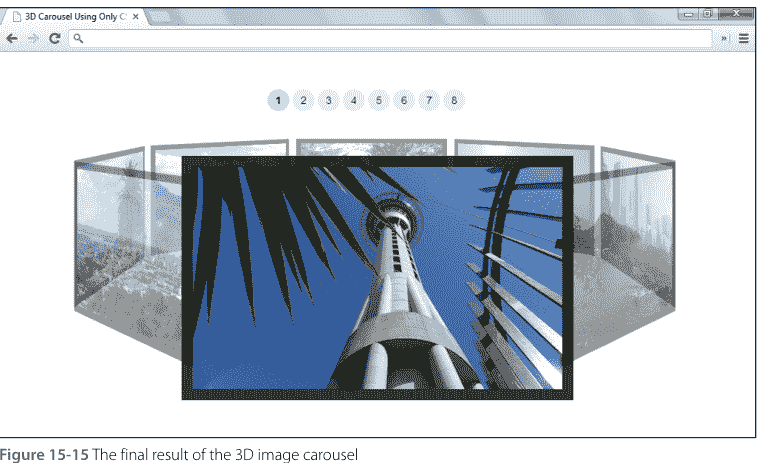 3D Carousel Using Only C
1 2 3 4 5 6 7 8
Figure 15-15 The final result of the 3D image carousel